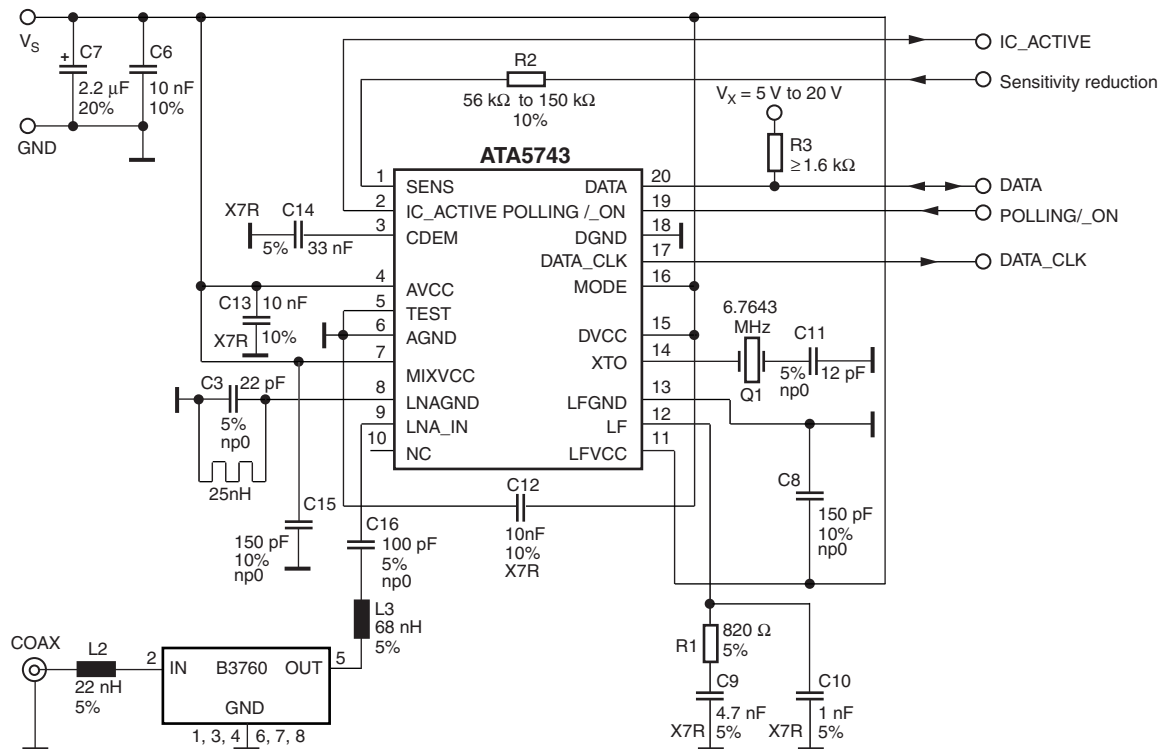 V_S
C7
C6
+
2.2 µF
20%
10 nF
10%
GND
IC_ACTIVE
R2
56 kΩ to 150 kΩ
10%
Sensitivity reduction
V_X = 5 V to 20 V
R3
≥1.6 kΩ
ATA5743
1
SENS
DATA
20
DATA
2
IC_ACTIVE
POLLING /_ON
19
POLLING/_ON
X7R
C14
5%
33 nF
3
CDEM
DGND
18
DATA_CLK
17
DATA_CLK
4
AVCC
MODE
16
C13
10 nF
10%
X7R
5
TEST
6
AGND
DVCC
15
6.7643
MHz
Q1
C11
5%
np0
12 pF
7
MIXVCC
XTO
14
C3
22 pF
5%
np0
25nH
8
LNAGND
LFGND
13
9
LNA_IN
LF
12
10
NC
LFVCC
11
C8
150 pF
10%
np0
C12
10nF
10%
X7R
C15
150 pF
10%
np0
C16
100 pF
5%
np0
L3
68 nH
5%
COAX
L2
22 nH
5%
2
IN
B3760
OUT
5
GND
1, 3, 4
6, 7, 8
R1
820 Ω
5%
C9
4.7 nF
X7R
5%
C10
1 nF
X7R
5%